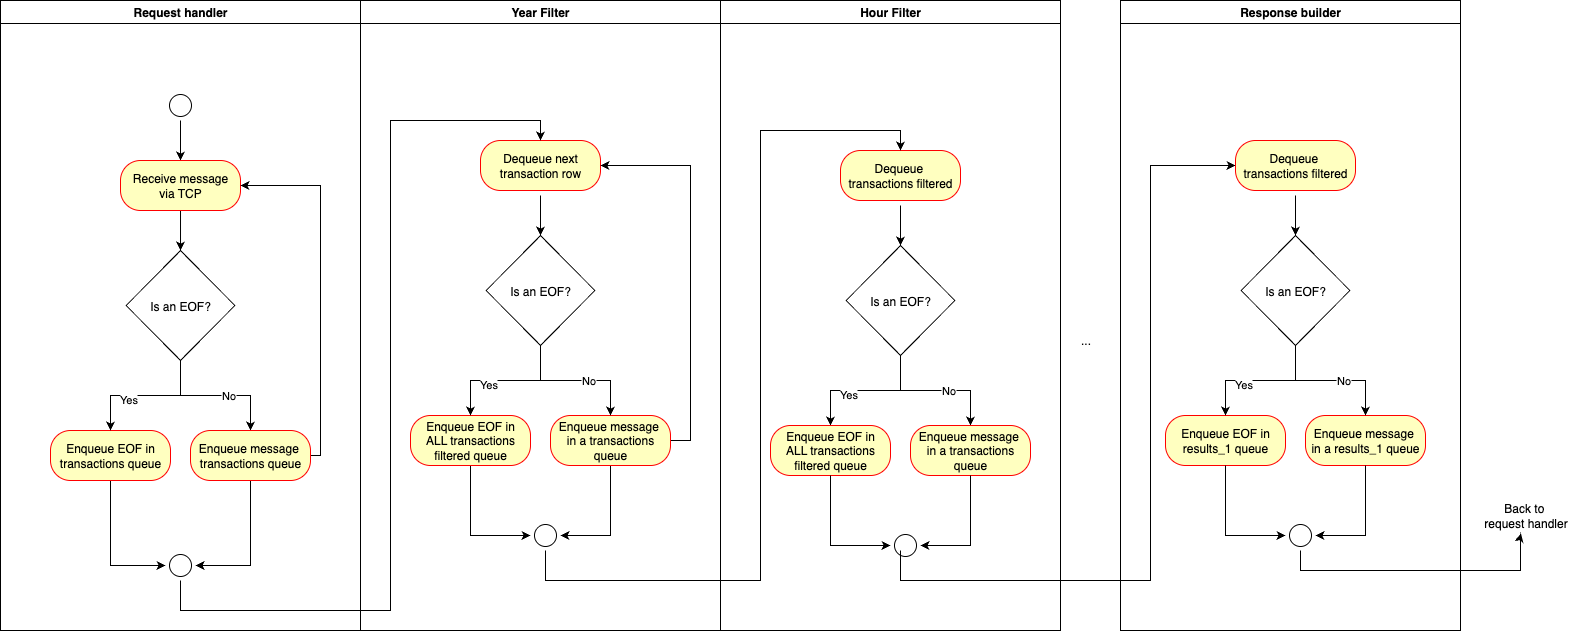 Request handler
Year Filter
Hour Filter
Response builder
Receive message
via TCP
Is an EOF?
Yes
No
Enqueue EOF in
transactions queue
Enqueue message
transactions queue
Dequeue next
transaction row
Is an EOF?
Yes
No
Enqueue EOF in
ALL transactions
filtered queue
Enqueue message
in a transactions
queue
Dequeue
transactions filtered
Is an EOF?
Yes
No
Enqueue EOF in
ALL transactions
filtered queue
Enqueue message
in a transactions
queue
...
Dequeue
transactions filtered
Is an EOF?
Yes
No
Enqueue EOF in
results_1 queue
Enqueue message
in a results_1 queue
Back to
request handler